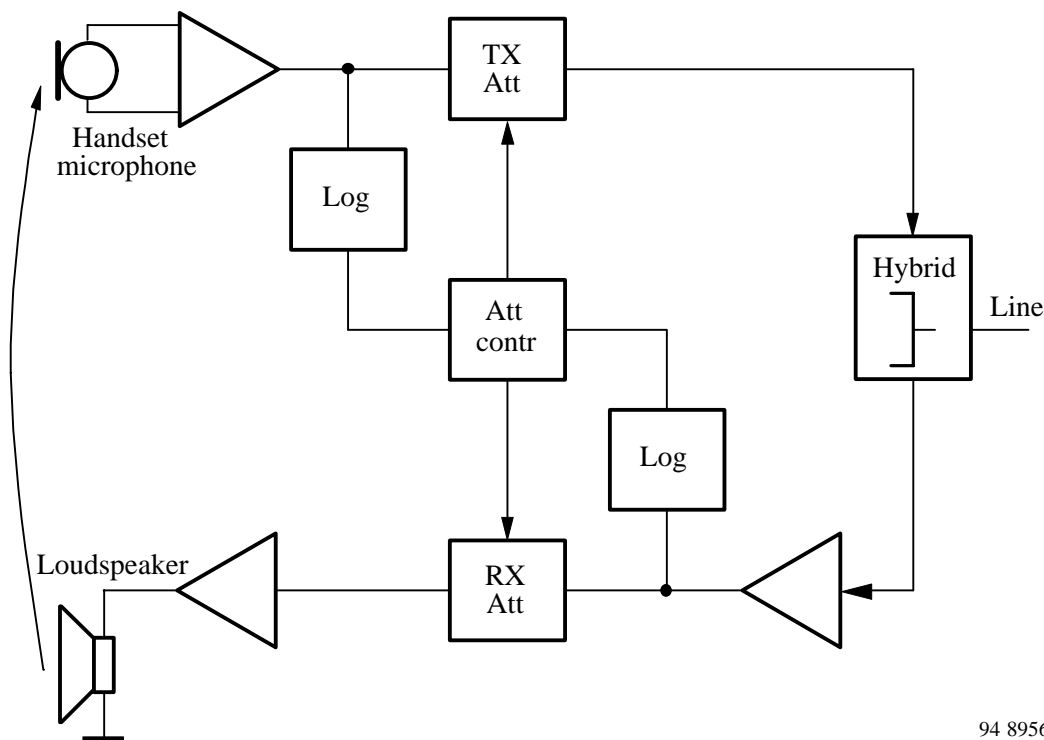 TX
Att
Handset
microphone
Log
Hybrid
Line
Att
contr
Log
Loudspeaker
RX
Att
94 8956